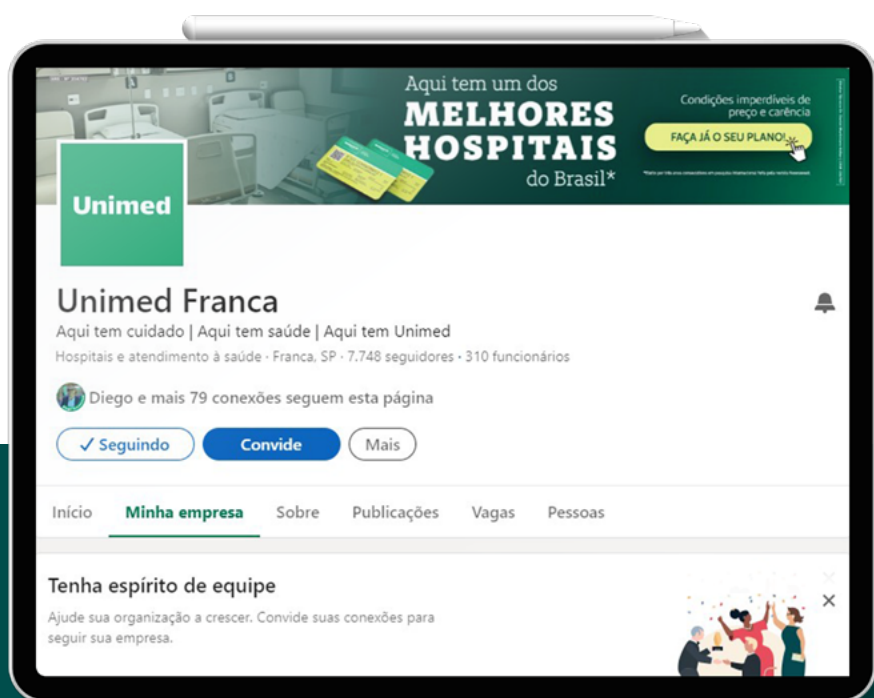 Aqui tem um dos
MELHORES
HOSPITAIS
do Brasil*
Condições imperdíveis de
preço e carência
FAÇA JÁ O SEU PLANO!
Unimed
Unimed Franca
Aqui tem cuidado | Aqui tem saúde | Aqui tem Unimed
Hospitais e atendimento à saúde · Franca, SP · 7.748 seguidores · 310 funcionários
Diego e mais 79 conexões seguem esta página
✓ Seguindo
Convide
Mais
Início
Minha empresa
Sobre
Publicações
Vagas
Pessoas
Tenha espírito de equipe
Ajude sua organização a crescer. Convide suas conexões para
seguir sua empresa.